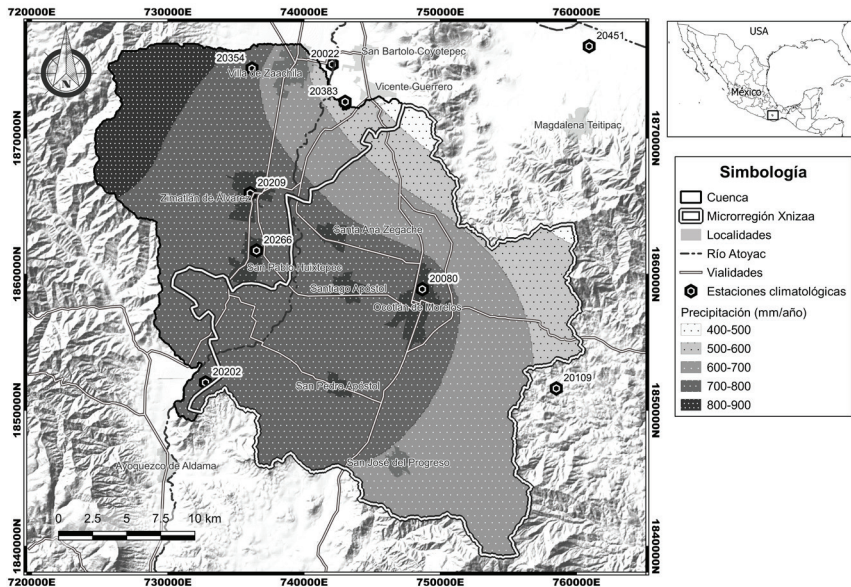 720000E 730000E 740000E 750000E 760000E
1870000N
1860000N
1850000N
1840000N
N
20354
20022
San Bartolo Coyotepec
20451
Villa de Zaachila
20383
Vicente Guerrero
Magdalena Teitipac
20209
Zimatlán de Álvarez
Santa Ana Zegache
20266
San Pablo Huixtepec
20080
Santiago Apóstol
Ocotlán de Morelos
20202
San Pedro Apóstol
20109
Ayoquezco de Aldama
San José del Progreso
0 2.5 5 7.5 10 km
720000E 730000E 740000E 750000E 760000E
1870000N
1860000N
1850000N
1840000N
USA
México
Simbología
Cuenca
Microrregión Xnizaa
Localidades
Río Atoyac
Vialidades
Estaciones climatológicas
Precipitación (mm/año)
400-500
500-600
600-700
700-800
800-900